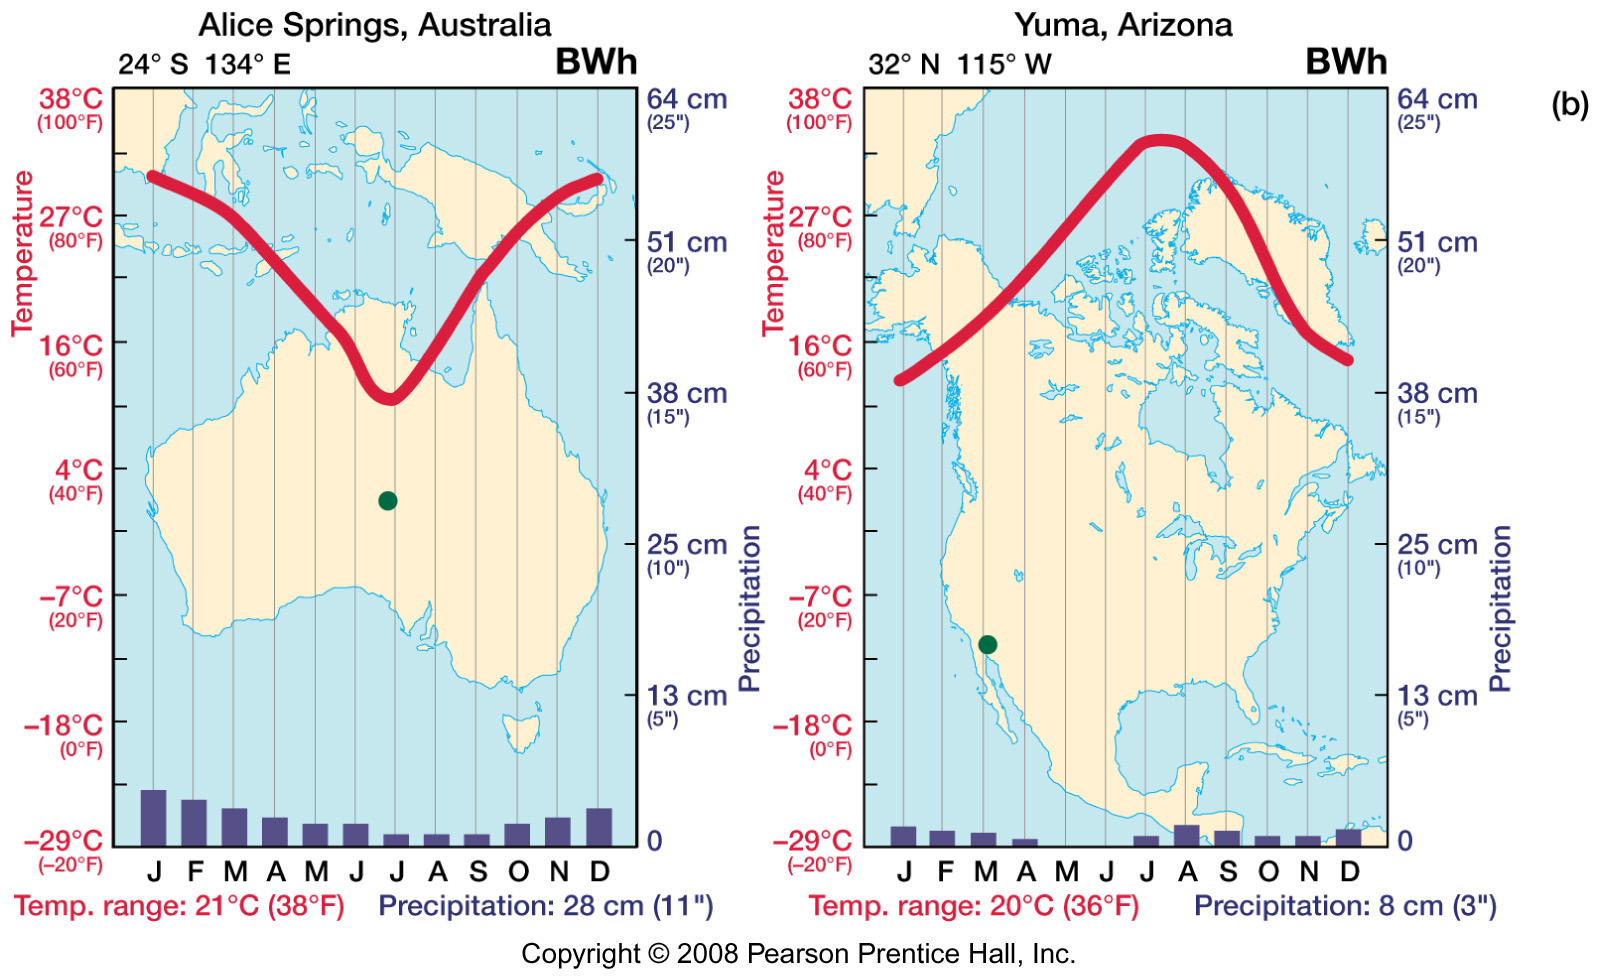 Alice Springs, Australia
24° S 134° E BWh
38°C
(100°F)
27°C
(80°F)
16°C
(60°F)
4°C
(40°F)
–7°C
(20°F)
–18°C
(0°F)
–29°C
(–20°F)
Temperature
64 cm
(25")
51 cm
(20")
38 cm
(15")
25 cm
(10")
13 cm
(5")
0
Precipitation
J F M A M J J A S O N D
Temp. range: 21°C (38°F) Precipitation: 28 cm (11")
Yuma, Arizona
32° N 115° W BWh
38°C
(100°F)
27°C
(80°F)
16°C
(60°F)
4°C
(40°F)
–7°C
(20°F)
–18°C
(0°F)
–29°C
(–20°F)
Temperature
64 cm
(25")
51 cm
(20")
38 cm
(15")
25 cm
(10")
13 cm
(5")
0
Precipitation
J F M A M J J A S O N D
Temp. range: 20°C (36°F) Precipitation: 8 cm (3")
(b)
Copyright © 2008 Pearson Prentice Hall, Inc.